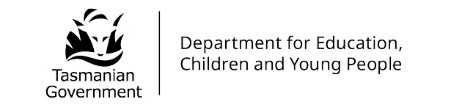 Tasmanian
Government
Department for Education,
Children and Young People